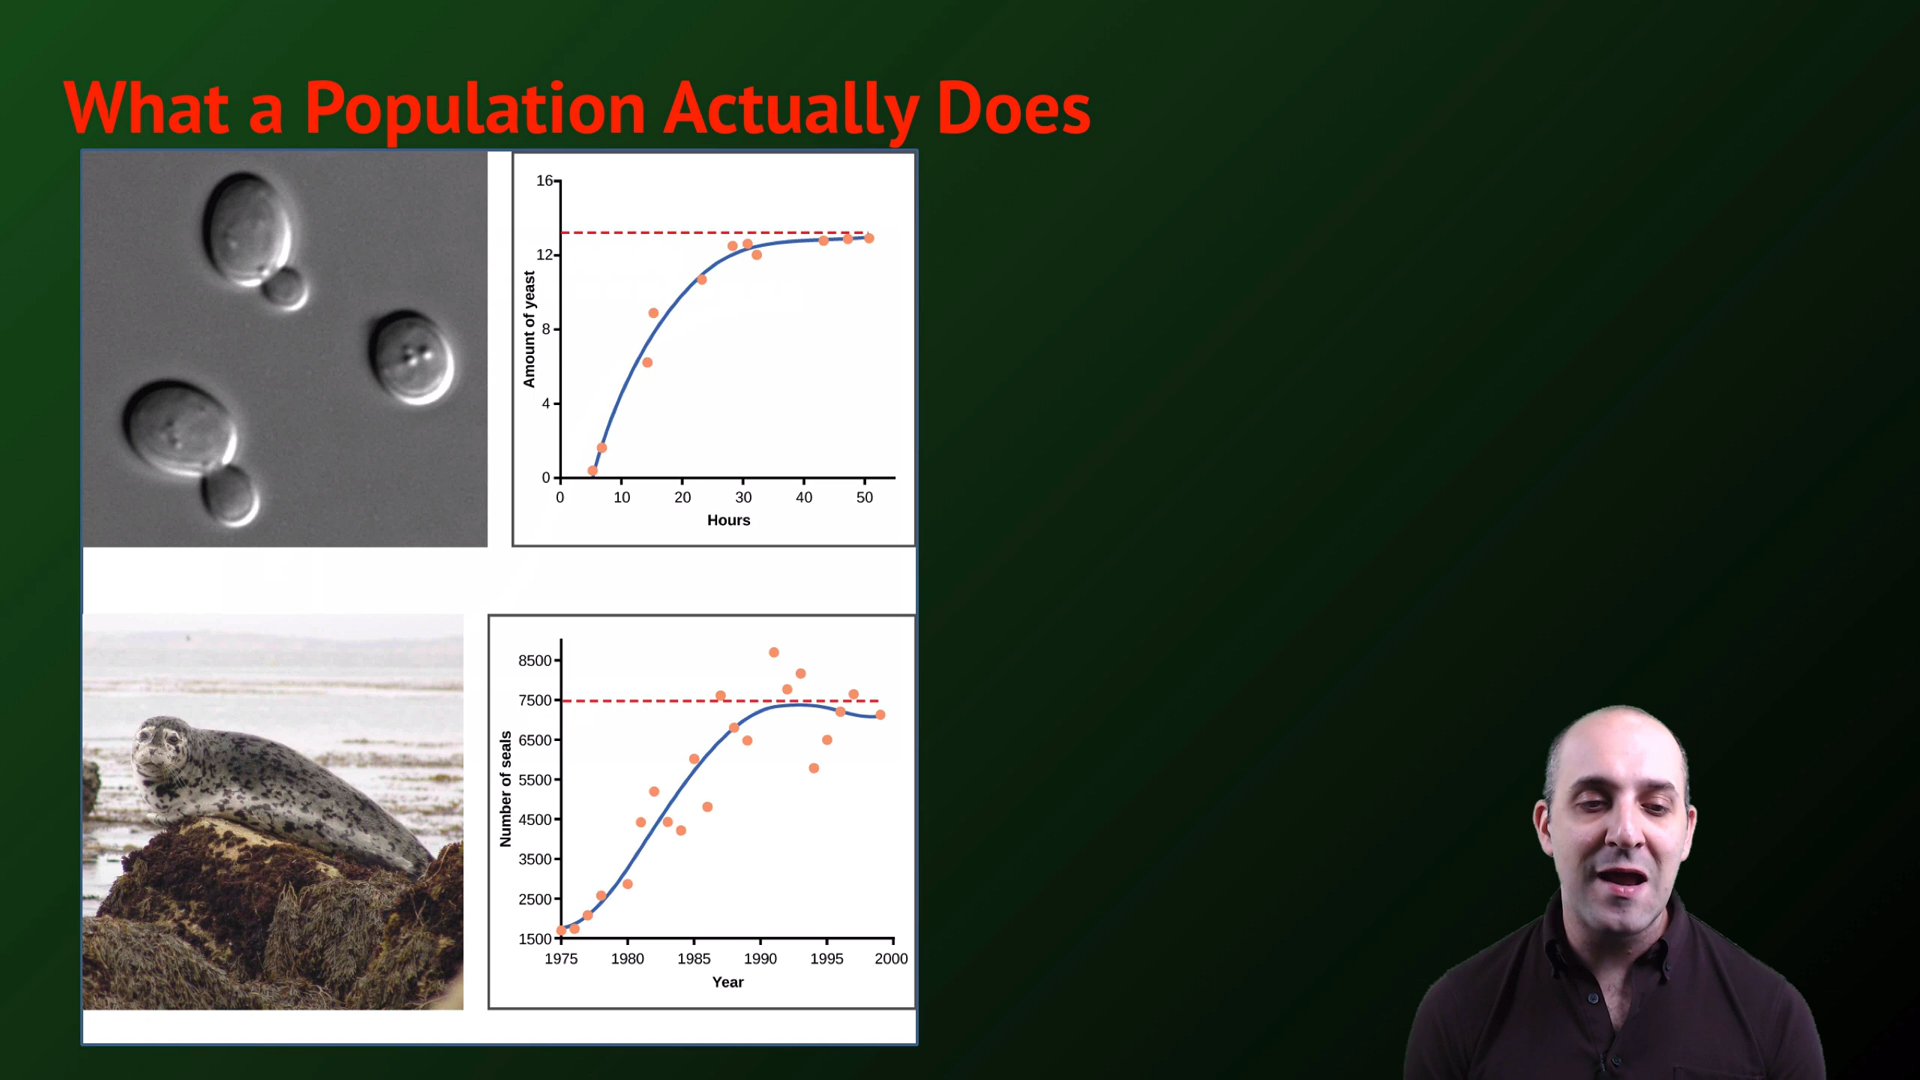 What a Population Actually Does
16
12
8
4
0
Amount of yeast
0 10 20 30 40 50
Hours
8500
7500
6500
5500
4500
3500
2500
1500
Number of seals
1975 1980 1985 1990 1995 2000
Year